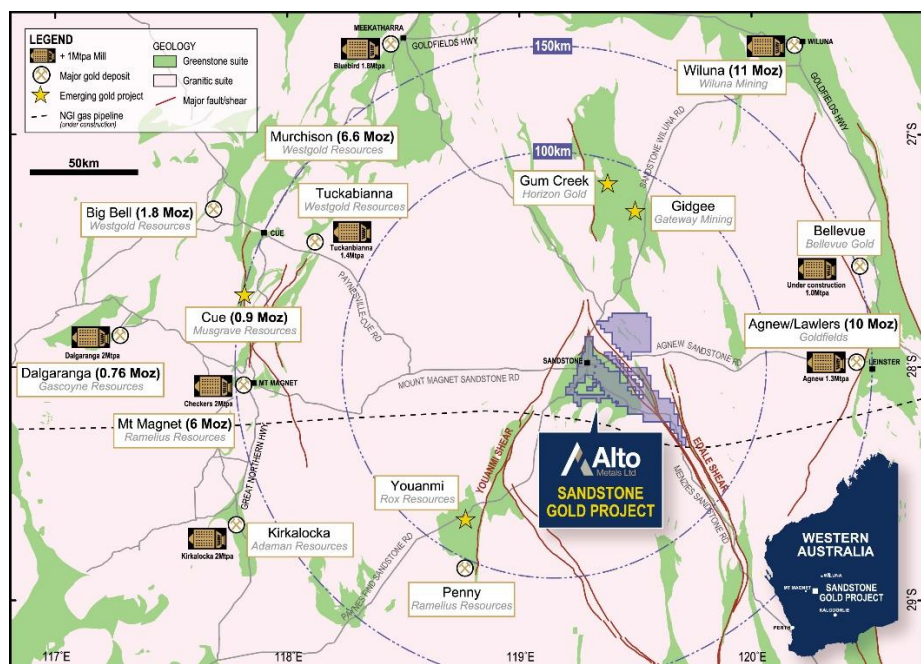 LEGEND
+ 1Mtpa Mill
Major gold deposit
Emerging gold project
NGI gas pipeline
(under construction)
GEOLOGY
Greenstone suite
Granitic suite
Major fault/shear
50km
MEEKATHARRA
Bluebird 1.8Mtpa
GOLDFIELDS HWY
150km
100km
WILUNA
Wiluna (11 Moz)
Wiluna Mining
GOLDFIELDS HWY
SANDSTONE WILUNA RD
27°S
Murchison (6.6 Moz)
Westgold Resources
Gum Creek
Horizon Gold
Gidgee
Gateway Mining
Big Bell (1.8 Moz)
Westgold Resources
Tuckabianna
Westgold Resources
CUE
Tuckanbianna
1.4Mtpa
PAYNESVILLE-CUE RD
Bellevue
Bellevue Gold
Under construction
1.0Mtpa
Cue (0.9 Moz)
Musgrave Resources
Dalgaranga 2Mtpa
Dalgaranga (0.76 Moz)
Gascoyne Resources
Agnew/Lawlers (10 Moz)
Goldfields
AGNEW SANDSTONE RD
SANDSTONE
LEINSTER
Agnew 1.3Mtpa
28°S
MT MAGNET
Checkers 2Mtpa
MOUNT MAGNET SANDSTONE RD
Mt Magnet (6 Moz)
Ramelius Resources
GREAT NORTHERN HWY
YOUANMI SHEAR
EDALE SHEAR
MENZIES SANDSTONE RD
Alto
Metals Ltd
SANDSTONE
GOLD PROJECT
Youanmi
Rox Resources
Kirkalocka 2Mtpa
Kirkalocka
Adaman Resources
PAYNES FIND SANDSTONE RD
Penny
Ramelius Resources
WESTERN
AUSTRALIA
WILUNA
MT MAGNET
SANDSTONE
GOLD PROJECT
KALGOORLIE
PERTH
29°S
117°E
118°E
119°E
120°E